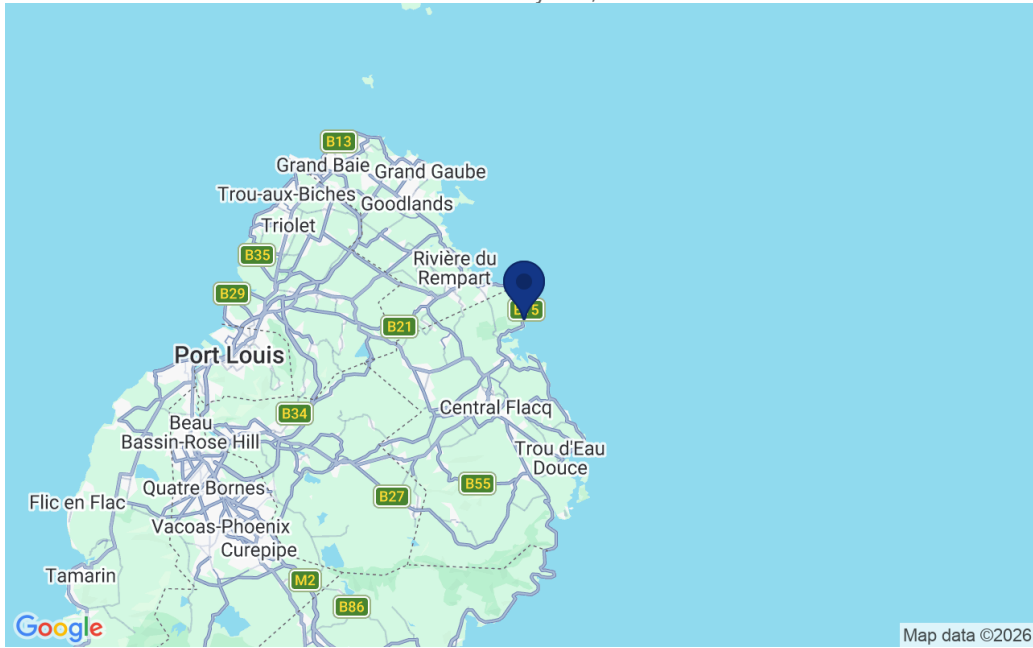 B13
Grand Baie
Grand Gaube
Trou-aux-Biches
Goodlands
Triolet
B35
Rivière du
Rempart
B29
B21
Port Louis
Central Flacq
B34
Beau
Bassin-Rose Hill
Trou d'Eau
Douce
B55
Quatre Bornes
B27
Flic en Flac
Vacoas-Phoenix
Curepipe
Tamarin
M2
B86
Google
Map data ©2026